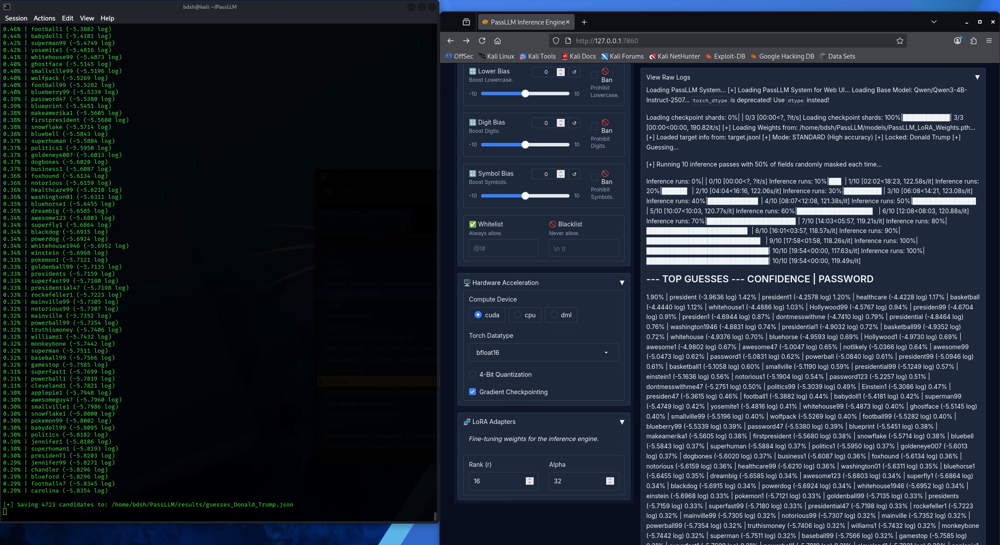 bdsh@kali: ~/PassLLM
Session Actions Edit View Help
0.46% | football1 (-5.3882 log)
0.44% | babydoll1 (-5.4181 log)
0.42% | superman99 (-5.4749 log)
0.42% | yosemite1 (-5.4816 log)
0.41% | whitehouse99 (-5.4873 log)
0.40% | ghostface (-5.5145 log)
0.40% | smallville99 (-5.5196 log)
0.40% | wolfpack (-5.5269 log)
0.40% | football99 (-5.5282 log)
0.40% | blueberry99 (-5.5339 log)
0.39% | password47 (-5.5380 log)
0.39% | blueprint (-5.5451 log)
0.38% | makeamerika1 (-5.5605 log)
0.38% | firstpresident (-5.5680 log)
0.38% | snowflake (-5.5714 log)
0.38% | bluebell (-5.5843 log)
0.37% | superhuman (-5.5884 log)
0.37% | politics1 (-5.5950 log)
0.37% | goldeneye007 (-5.6013 log)
0.37% | dogbones (-5.6020 log)
0.37% | business1 (-5.6087 log)
0.36% | foxhound (-5.6134 log)
0.36% | notorious (-5.6159 log)
0.36% | healthcare99 (-5.6210 log)
0.36% | washington01 (-5.6311 log)
0.35% | bluehorse1 (-5.6455 log)
0.35% | dreambig (-5.6585 log)
0.34% | awesome123 (-5.6803 log)
0.34% | superfly1 (-5.6864 log)
0.34% | blackdog (-5.6915 log)
0.34% | powerdog (-5.6924 log)
0.34% | whitehouse1946 (-5.6952 log)
0.34% | einstein (-5.6968 log)
0.33% | pokemon1 (-5.7121 log)
0.33% | goldenball99 (-5.7135 log)
0.33% | presidents (-5.7159 log)
0.33% | superfast99 (-5.7180 log)
0.33% | presidential47 (-5.7198 log)
0.33% | rockefeller1 (-5.7223 log)
0.32% | mainville99 (-5.7305 log)
0.32% | notorious99 (-5.7307 log)
0.32% | mainville (-5.7352 log)
0.32% | powerball99 (-5.7354 log)
0.32% | truthismoney (-5.7406 log)
0.32% | williams1 (-5.7432 log)
0.32% | monkeybone (-5.7442 log)
0.32% | superman (-5.7511 log)
0.32% | baseball99 (-5.7566 log)
0.32% | gamestop (-5.7585 log)
0.31% | superfast1 (-5.7699 log)
0.31% | powerball1 (-5.7819 log)
0.31% | cleveland1 (-5.7821 log)
0.30% | applepie1 (-5.7948 log)
0.30% | awesomeguy47 (-5.7960 log)
0.30% | smallville1 (-5.7986 log)
0.30% | snowflake1 (-5.8000 log)
0.30% | pokemon99 (-5.8002 log)
0.30% | babydoll99 (-5.8095 log)
0.30% | politics (-5.8182 log)
0.30% | jennifer1 (-5.8186 log)
0.30% | superhuman1 (-5.8193 log)
0.30% | presidenT1 (-5.8203 log)
0.29% | jennifer99 (-5.8271 log)
0.29% | chandler (-5.8296 log)
0.29% | blueford (-5.8296 log)
0.29% | football47 (-5.8345 log)
0.29% | carolina (-5.8354 log)
[+] Saving 4723 candidates to: /home/bdsh/PassLLM/results/guesses_Donald_Trump.json
Firefox
PassLLM Inference Engine
http://127.0.0.1:7860
OffSec Kali Linux Kali Tools Kali Docs Kali Forums Kali NetHunter Exploit-DB Google Hacking DB Data Sets
Lower Bias 0 ↺
Boost Lowercase. Ban
Prohibit Lowercase.
-10 10
Digit Bias 0 ↺
Boost Digits. Ban
Prohibit Digits.
-10 10
Symbol Bias 0 ↺
Boost Symbols. Ban
Prohibit Symbols.
-10 10
Whitelist Blacklist
Always allow. Never allow.
@!# \n \t
Hardware Acceleration
Compute Device
cuda cpu dml
Torch Datatype
bfloat16
4-Bit Quantization
Gradient Checkpointing
LoRA Adapters
Fine-tuning weights for the inference engine.
Rank (r) Alpha
16 32
View Raw Logs
Loading PassLLM System... [+] Loading PassLLM System for Web UI... Loading Base Model: Qwen/Qwen3-4B-
Instruct-2507... torch_dtype is deprecated! Use dtype instead!
Loading checkpoint shards: 0%| | 0/3 [00:00<?, ?it/s] Loading checkpoint shards: 100%|██████████| 3/3
[00:00<00:00, 190.82it/s] [+] Loading Weights from: /home/bdsh/PassLLM/models/PassLLM_LoRA_Weights.pth...
[+] Loaded target info from: target.jsonl [+] Mode: STANDARD (High accuracy) [+] Locked: Donald Trump [+]
Guessing...
[+] Running 10 inference passes with 50% of fields randomly masked each time...
Inference runs: 0%| | 0/10 [00:00<?, ?it/s] Inference runs: 10%|██ | 1/10 [02:02<18:23, 122.58s/it] Inference runs:
20%|█████ | 2/10 [04:04<16:16, 122.06s/it] Inference runs: 30%|████████ | 3/10 [06:08<14:21, 123.08s/it]
Inference runs: 40%|██████████ | 4/10 [08:07<12:08, 121.38s/it] Inference runs: 50%|█████████████
| 5/10 [10:07<10:03, 120.77s/it] Inference runs: 60%|████████████████ | 6/10 [12:08<08:03, 120.88s/it]
Inference runs: 70%|██████████████████ | 7/10 [14:03<05:57, 119.21s/it] Inference runs: 80%|
█████████████████████ | 8/10 [16:01<03:57, 118.57s/it] Inference runs: 90%|
████████████████████████ | 9/10 [17:58<01:58, 118.26s/it] Inference runs: 100%|
██████████████████████████| 10/10 [19:54<00:00, 117.63s/it] Inference runs: 100%|
██████████████████████████| 10/10 [19:54<00:00, 119.49s/it]
--- TOP GUESSES --- CONFIDENCE | PASSWORD
1.90% | president (-3.9636 log) 1.42% | president1 (-4.2578 log) 1.20% | healthcare (-4.4228 log) 1.17% | basketball
(-4.4440 log) 1.12% | whitehouse1 (-4.4886 log) 1.03% | Hollywood99 (-4.5767 log) 0.94% | presiden99 (-4.6704
log) 0.91% | presiden1 (-4.6944 log) 0.87% | dontmesswithme (-4.7410 log) 0.79% | presidential (-4.8464 log)
0.76% | washington1946 (-4.8831 log) 0.74% | presidential1 (-4.9032 log) 0.72% | basketball99 (-4.9352 log)
0.72% | whitehouse (-4.9376 log) 0.70% | bluehorse (-4.9593 log) 0.69% | Hollywood1 (-4.9730 log) 0.69% |
awesome1 (-4.9802 log) 0.67% | awesome47 (-5.0047 log) 0.65% | notlikely (-5.0366 log) 0.64% | awesome99
(-5.0473 log) 0.62% | password1 (-5.0831 log) 0.62% | powerball (-5.0840 log) 0.61% | president99 (-5.0946 log)
0.61% | basketball1 (-5.1058 log) 0.60% | smallville (-5.1190 log) 0.59% | presidential99 (-5.1249 log) 0.57% |
einstein1 (-5.1636 log) 0.56% | notorious1 (-5.1904 log) 0.54% | password123 (-5.2257 log) 0.51% |
dontmesswithme47 (-5.2751 log) 0.50% | politics99 (-5.3039 log) 0.49% | Einstein1 (-5.3086 log) 0.47% |
presiden47 (-5.3615 log) 0.46% | football1 (-5.3882 log) 0.44% | babydoll1 (-5.4181 log) 0.42% | superman99
(-5.4749 log) 0.42% | yosemite1 (-5.4816 log) 0.41% | whitehouse99 (-5.4873 log) 0.40% | ghostface (-5.5145 log)
0.40% | smallville99 (-5.5196 log) 0.40% | wolfpack (-5.5269 log) 0.40% | football99 (-5.5282 log) 0.40% |
blueberry99 (-5.5339 log) 0.39% | password47 (-5.5380 log) 0.39% | blueprint (-5.5451 log) 0.38% |
makeamerika1 (-5.5605 log) 0.38% | firstpresident (-5.5680 log) 0.38% | snowflake (-5.5714 log) 0.38% | bluebell
(-5.5843 log) 0.37% | superhuman (-5.5884 log) 0.37% | politics1 (-5.5950 log) 0.37% | goldeneye007 (-5.6013
log) 0.37% | dogbones (-5.6020 log) 0.37% | business1 (-5.6087 log) 0.36% | foxhound (-5.6134 log) 0.36% |
notorious (-5.6159 log) 0.36% | healthcare99 (-5.6210 log) 0.36% | washington01 (-5.6311 log) 0.35% | bluehorse1
(-5.6455 log) 0.35% | dreambig (-5.6585 log) 0.34% | awesome123 (-5.6803 log) 0.34% | superfly1 (-5.6864 log)
0.34% | blackdog (-5.6915 log) 0.34% | powerdog (-5.6924 log) 0.34% | whitehouse1946 (-5.6952 log) 0.34% |
einstein (-5.6968 log) 0.33% | pokemon1 (-5.7121 log) 0.33% | goldenball99 (-5.7135 log) 0.33% | presidents
(-5.7159 log) 0.33% | superfast99 (-5.7180 log) 0.33% | presidential47 (-5.7198 log) 0.33% | rockefeller1 (-5.7223
log) 0.32% | mainville99 (-5.7305 log) 0.32% | notorious99 (-5.7307 log) 0.32% | mainville (-5.7352 log) 0.32% |
powerball99 (-5.7354 log) 0.32% | truthismoney (-5.7406 log) 0.32% | williams1 (-5.7432 log) 0.32% | monkeybone
(-5.7442 log) 0.32% | superman (-5.7511 log) 0.32% | baseball99 (-5.7566 log) 0.32% | gamestop (-5.7585 log)